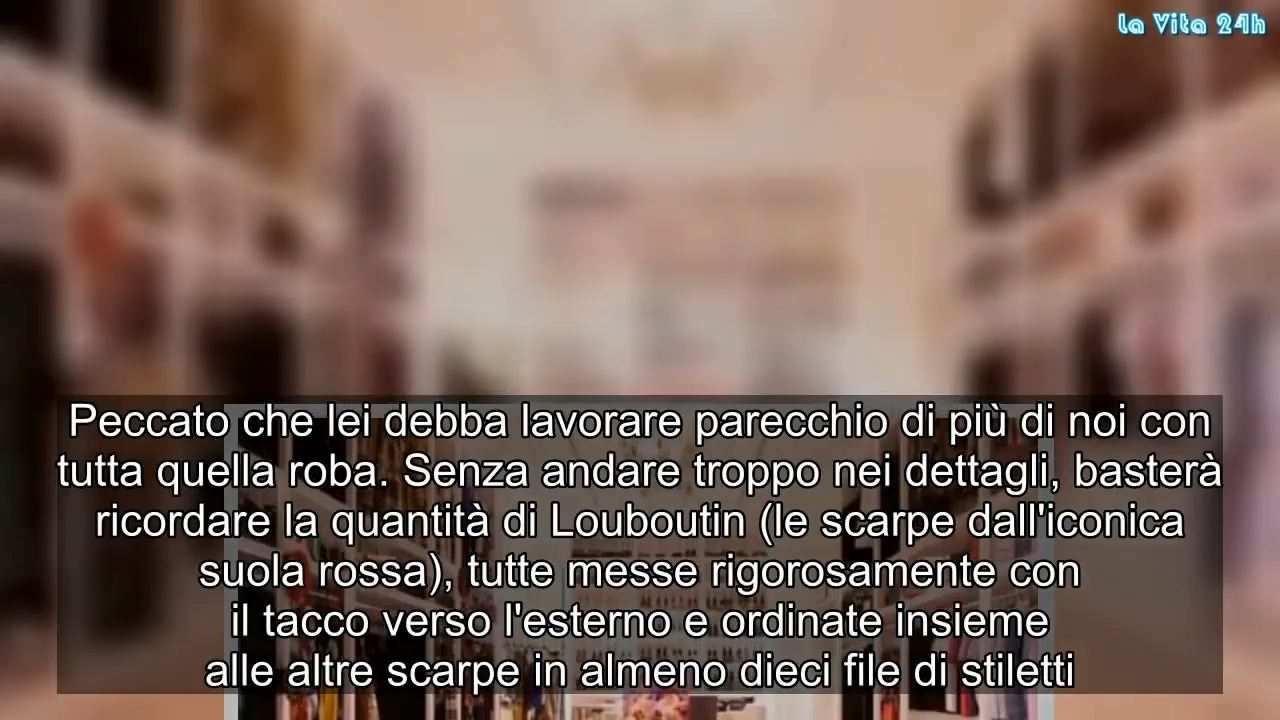 La Vita 24h
Peccato che lei debba lavorare parecchio di più di noi con
tutta quella roba. Senza andare troppo nei dettagli, basterà
ricordare la quantità di Louboutin (le scarpe dall'iconica
suola rossa), tutte messe rigorosamente con
il tacco verso l'esterno e ordinate insieme
alle altre scarpe in almeno dieci file di stiletti